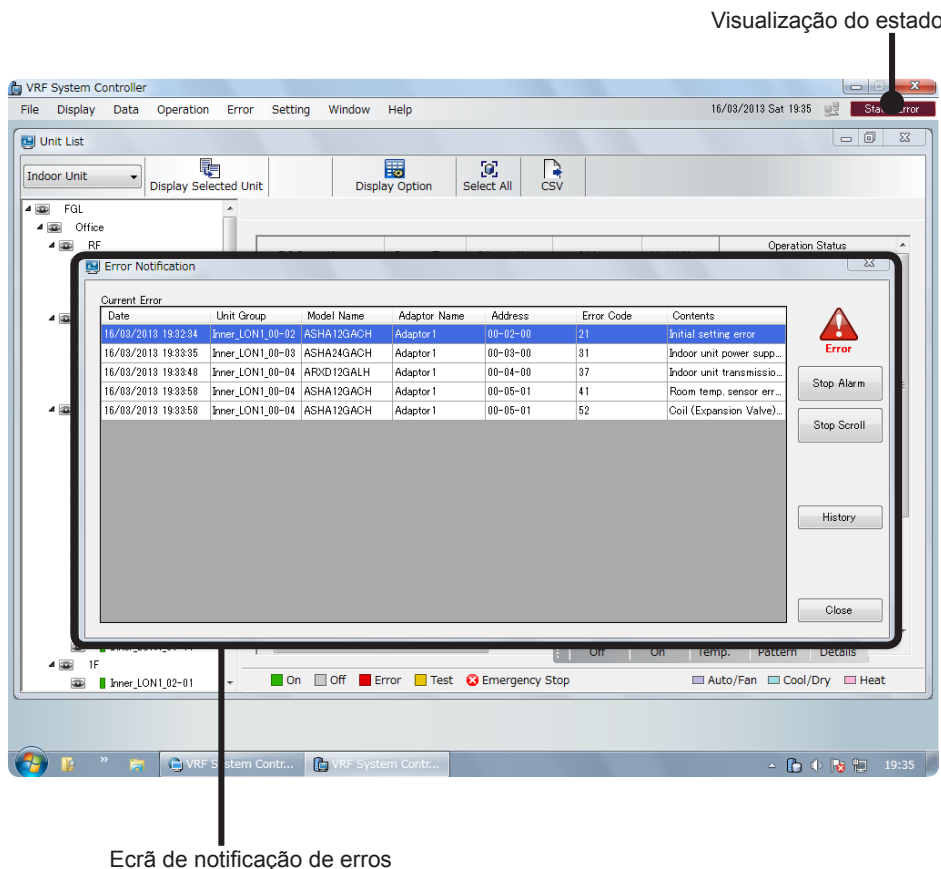 Visualização do estado
VRF System Controller
File Display Data Operation Error Setting Window Help 16/03/2013 Sat 19:35
Unit List
Indoor Unit Display Selected Unit Display Option Select All CSV
FGL
Office
RF Operation Status
Error Notification
Current Error
Date Unit Group Model Name Adaptor Name Address Error Code Contents
16/03/2013 19:32:34 Inner_LON1_00-02 ASHA12GACH Adaptor1 00-02-00 21 Initial setting error
16/03/2013 19:33:35 Inner_LON1_00-03 ASHA24GACH Adaptor1 00-03-00 31 Indoor unit power supp...
16/03/2013 19:33:48 Inner_LON1_00-04 ARXD12GALH Adaptor1 00-04-00 37 Indoor unit transmissio...
16/03/2013 19:33:58 Inner_LON1_00-04 ASHA12GACH Adaptor1 00-05-01 41 Room temp. sensor err...
16/03/2013 19:33:58 Inner_LON1_00-04 ASHA12GACH Adaptor1 00-05-01 52 Coil (Expansion Valve)...
Error
Stop Alarm
Stop Scroll
History
Close
Off On Temp. Pattern Details
1F
Inner_LON1_02-01 On Off Error Test Emergency Stop Auto/Fan Cool/Dry Heat
VRF System Contr... VRF System Contr... 19:35
Ecrã de notificação de erros